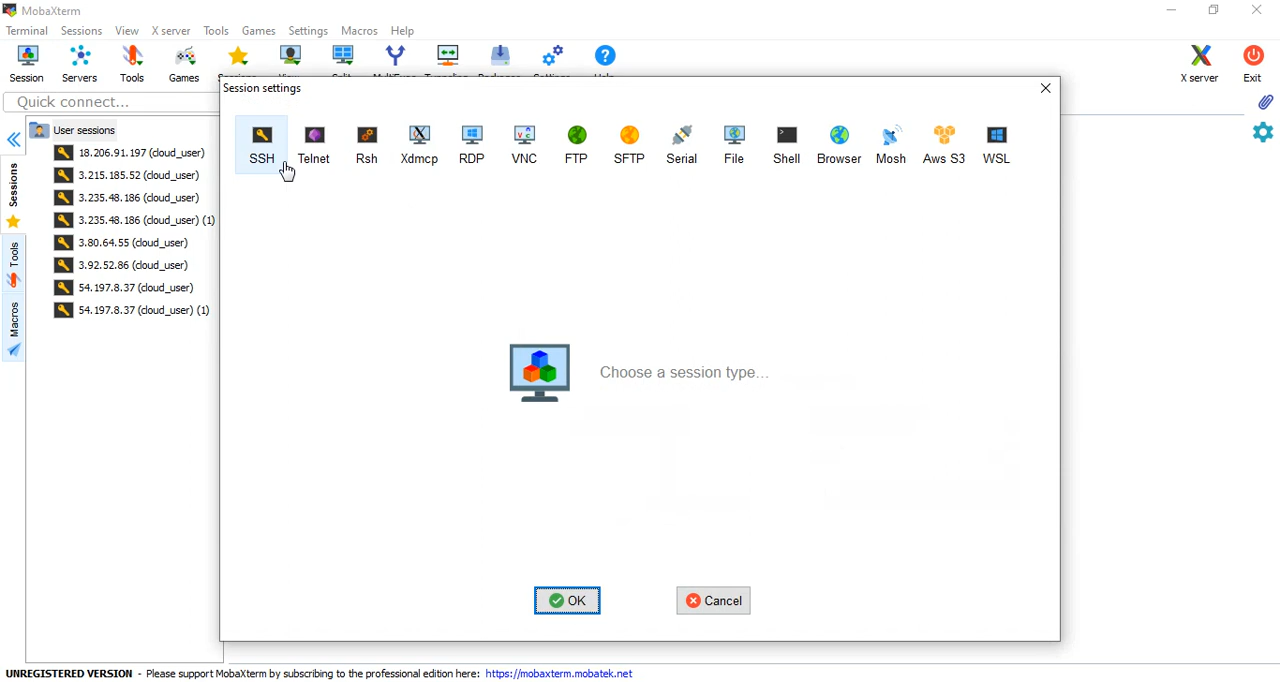 MobaXterm
Terminal Sessions View X server Tools Games Settings Macros Help
Session Servers Tools Games X server Exit
Quick connect...
Session settings
SSH Telnet Rsh Xdmcp RDP VNC FTP SFTP Serial File Shell Browser Mosh Aws S3 WSL
Sessions
Tools
Macros
User sessions
18.206.91.197 (cloud_user)
3.215.185.52 (cloud_user)
3.235.48.186 (cloud_user)
3.235.48.186 (cloud_user) (1)
3.80.64.55 (cloud_user)
3.92.52.86 (cloud_user)
54.197.8.37 (cloud_user)
54.197.8.37 (cloud_user) (1)
Choose a session type...
OK Cancel
UNREGISTERED VERSION - Please support MobaXterm by subscribing to the professional edition here: https://mobaxterm.mobatek.net